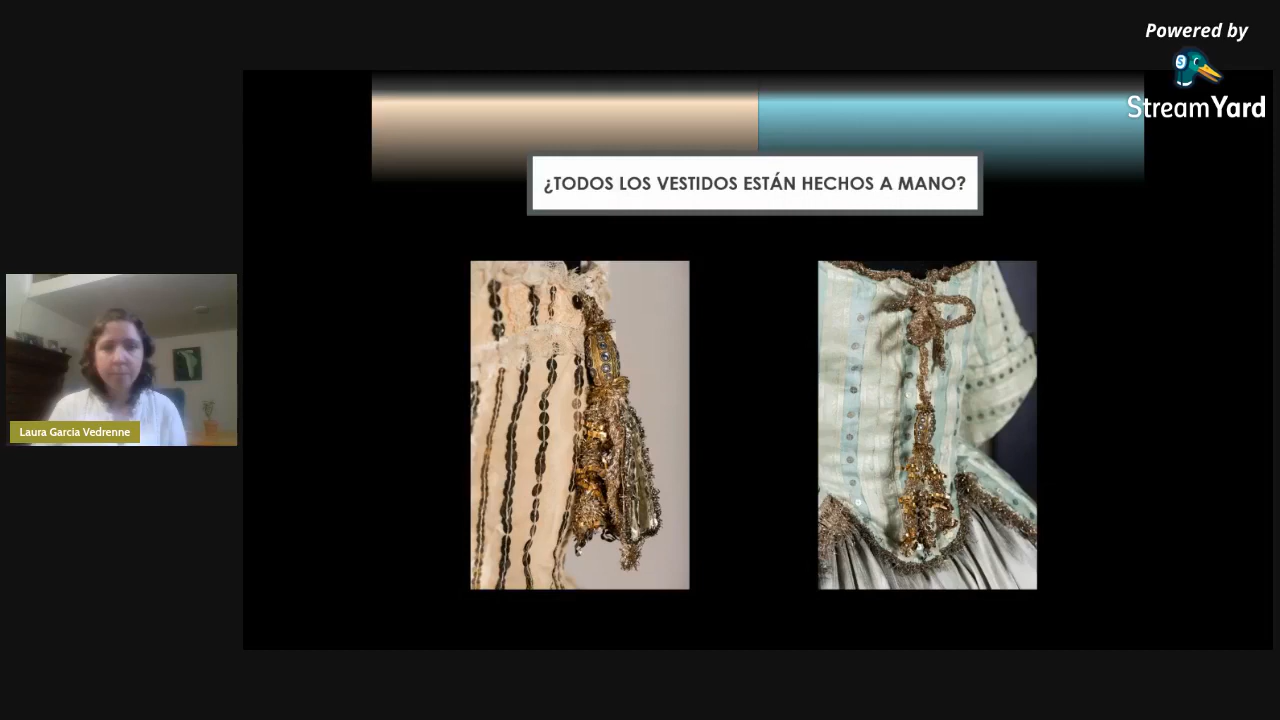 Powered by
StreamYard
¿TODOS LOS VESTIDOS ESTÁN HECHOS A MANO?
Laura Garcia Vedrenne